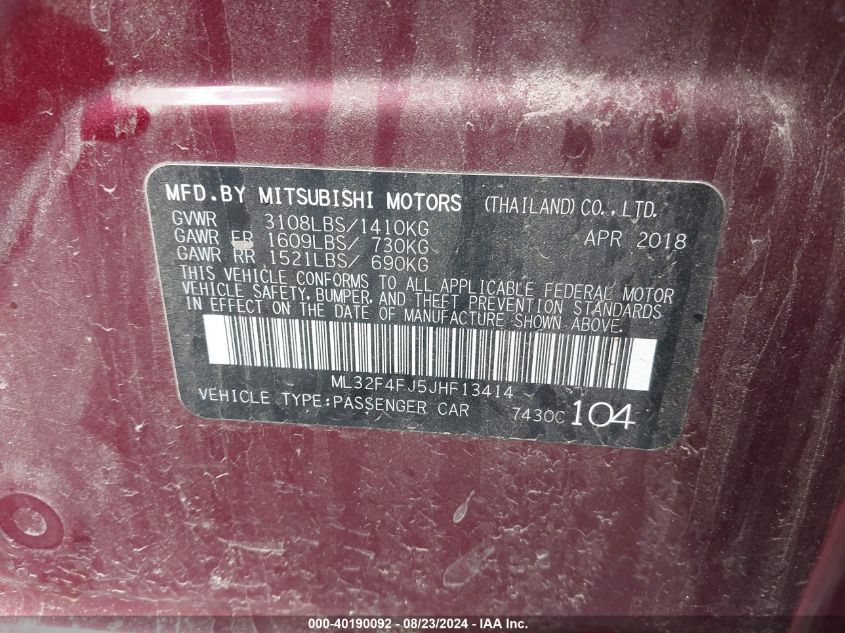 MFD.BY MITSUBISHI MOTORS (THAILAND) CO., LTD.
GVWR 3108LBS/1410KG APR 2018
GAWR FR 1609LBS/ 730KG
GAWR RR 1521LBS/ 690KG
THIS VEHICLE CONFORMS TO ALL APPLICABLE FEDERAL MOTOR
VEHICLE SAFETY, BUMPER, AND THEFT PREVENTION STANDARDS
IN EFFECT ON THE DATE OF MANUFACTURE SHOWN ABOVE.
ML32F4FJ5JHF13414
VEHICLE TYPE:PASSENGER CAR 7430C 104
000-40190092 - 08/23/2024 - IAA, Inc.